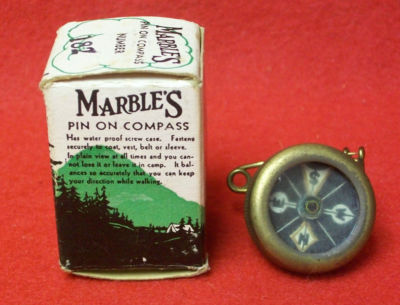 MARBLE'S
PIN ON COMPASS
NUMBER
182
MARBLE'S
PIN ON COMPASS
Has water proof screw case. Fastens
securely to coat, vest, belt or sleeve.
In plain view at all times and you can-
not lose it or leave it in camp. It bal-
ances so accurately that you can keep
your direction while walking.
S
N